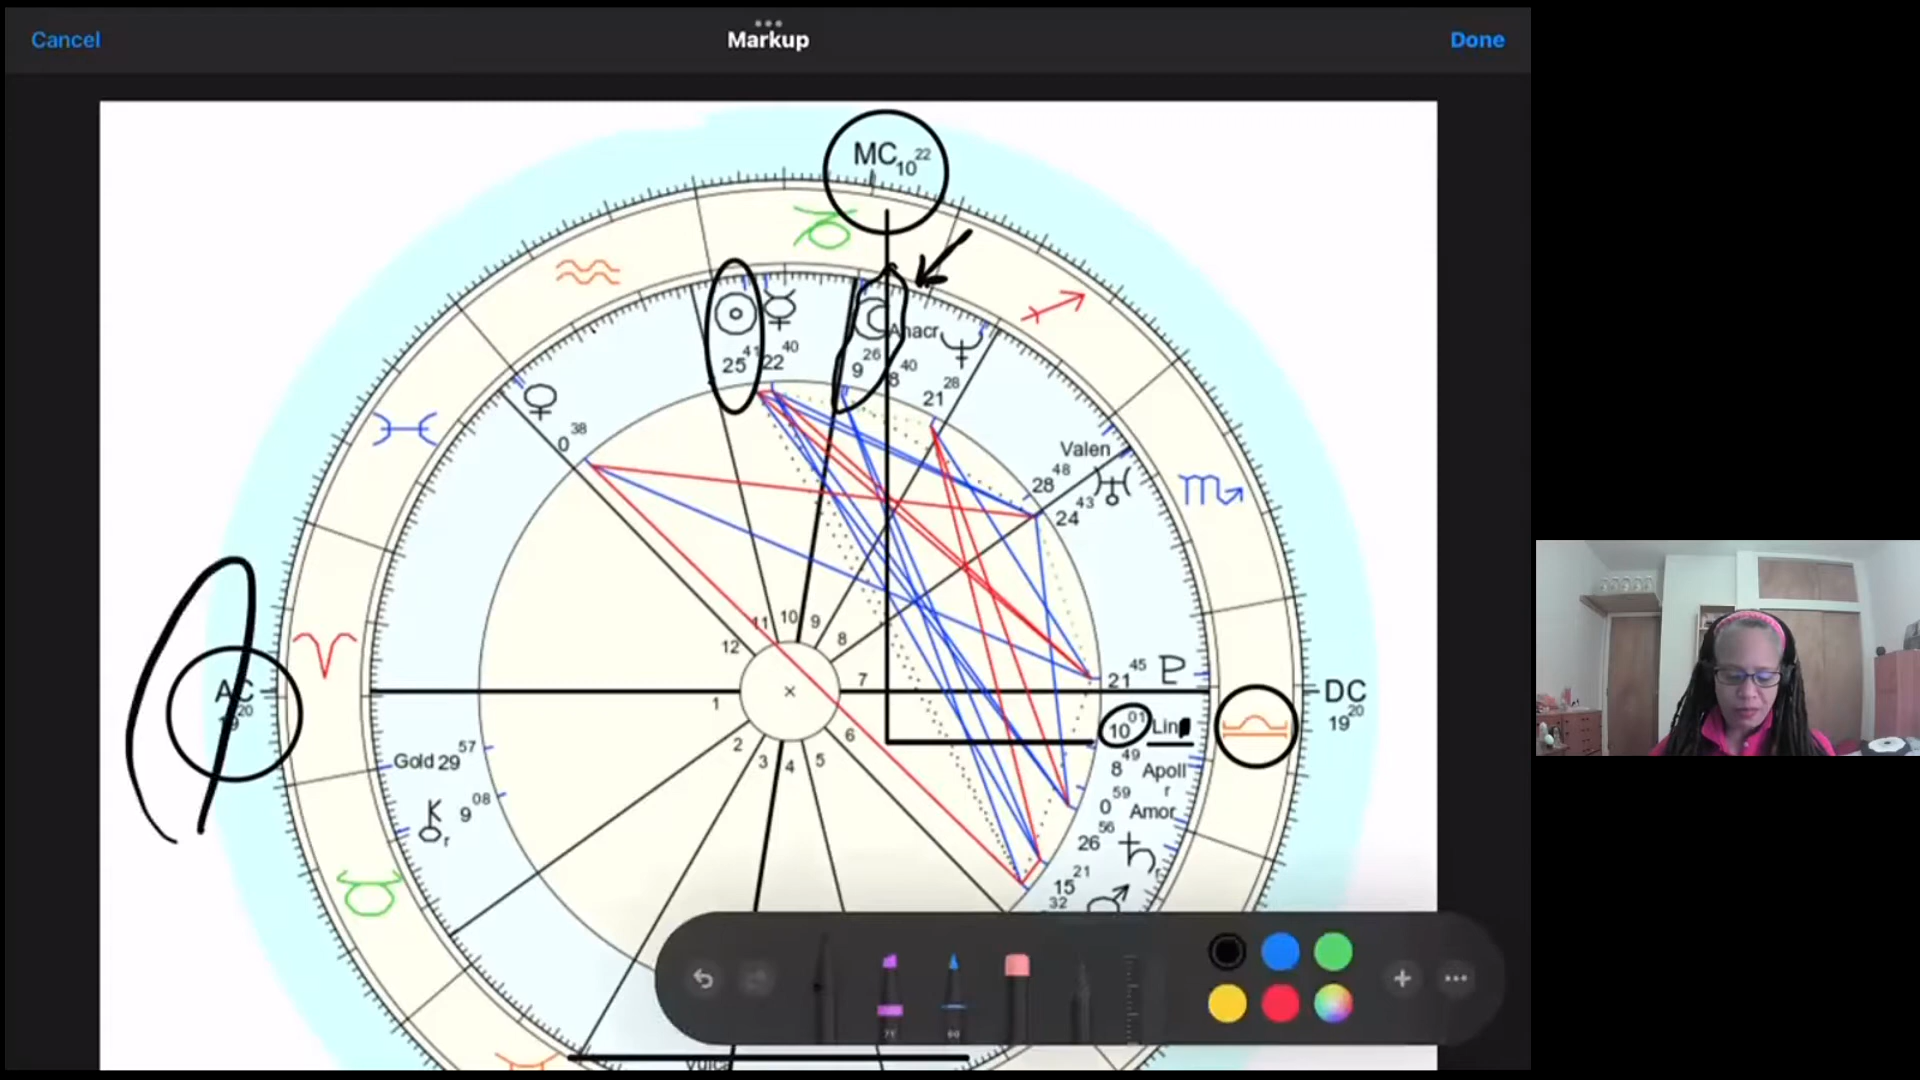 Cancel
Markup
Done
MC 10 22
25 41
22 40
9 26
Anacr
8 40
21 28
0 38
Valen
28 48
24 43
11 10 9
12 8
7
1
6
2
3 4 5
AC
19 20
21 45
DC
19 20
10 01
8 49 Apoll
r
0 59 Amor
26 56
r
15 21
32
Gold 29 57
9 08
r